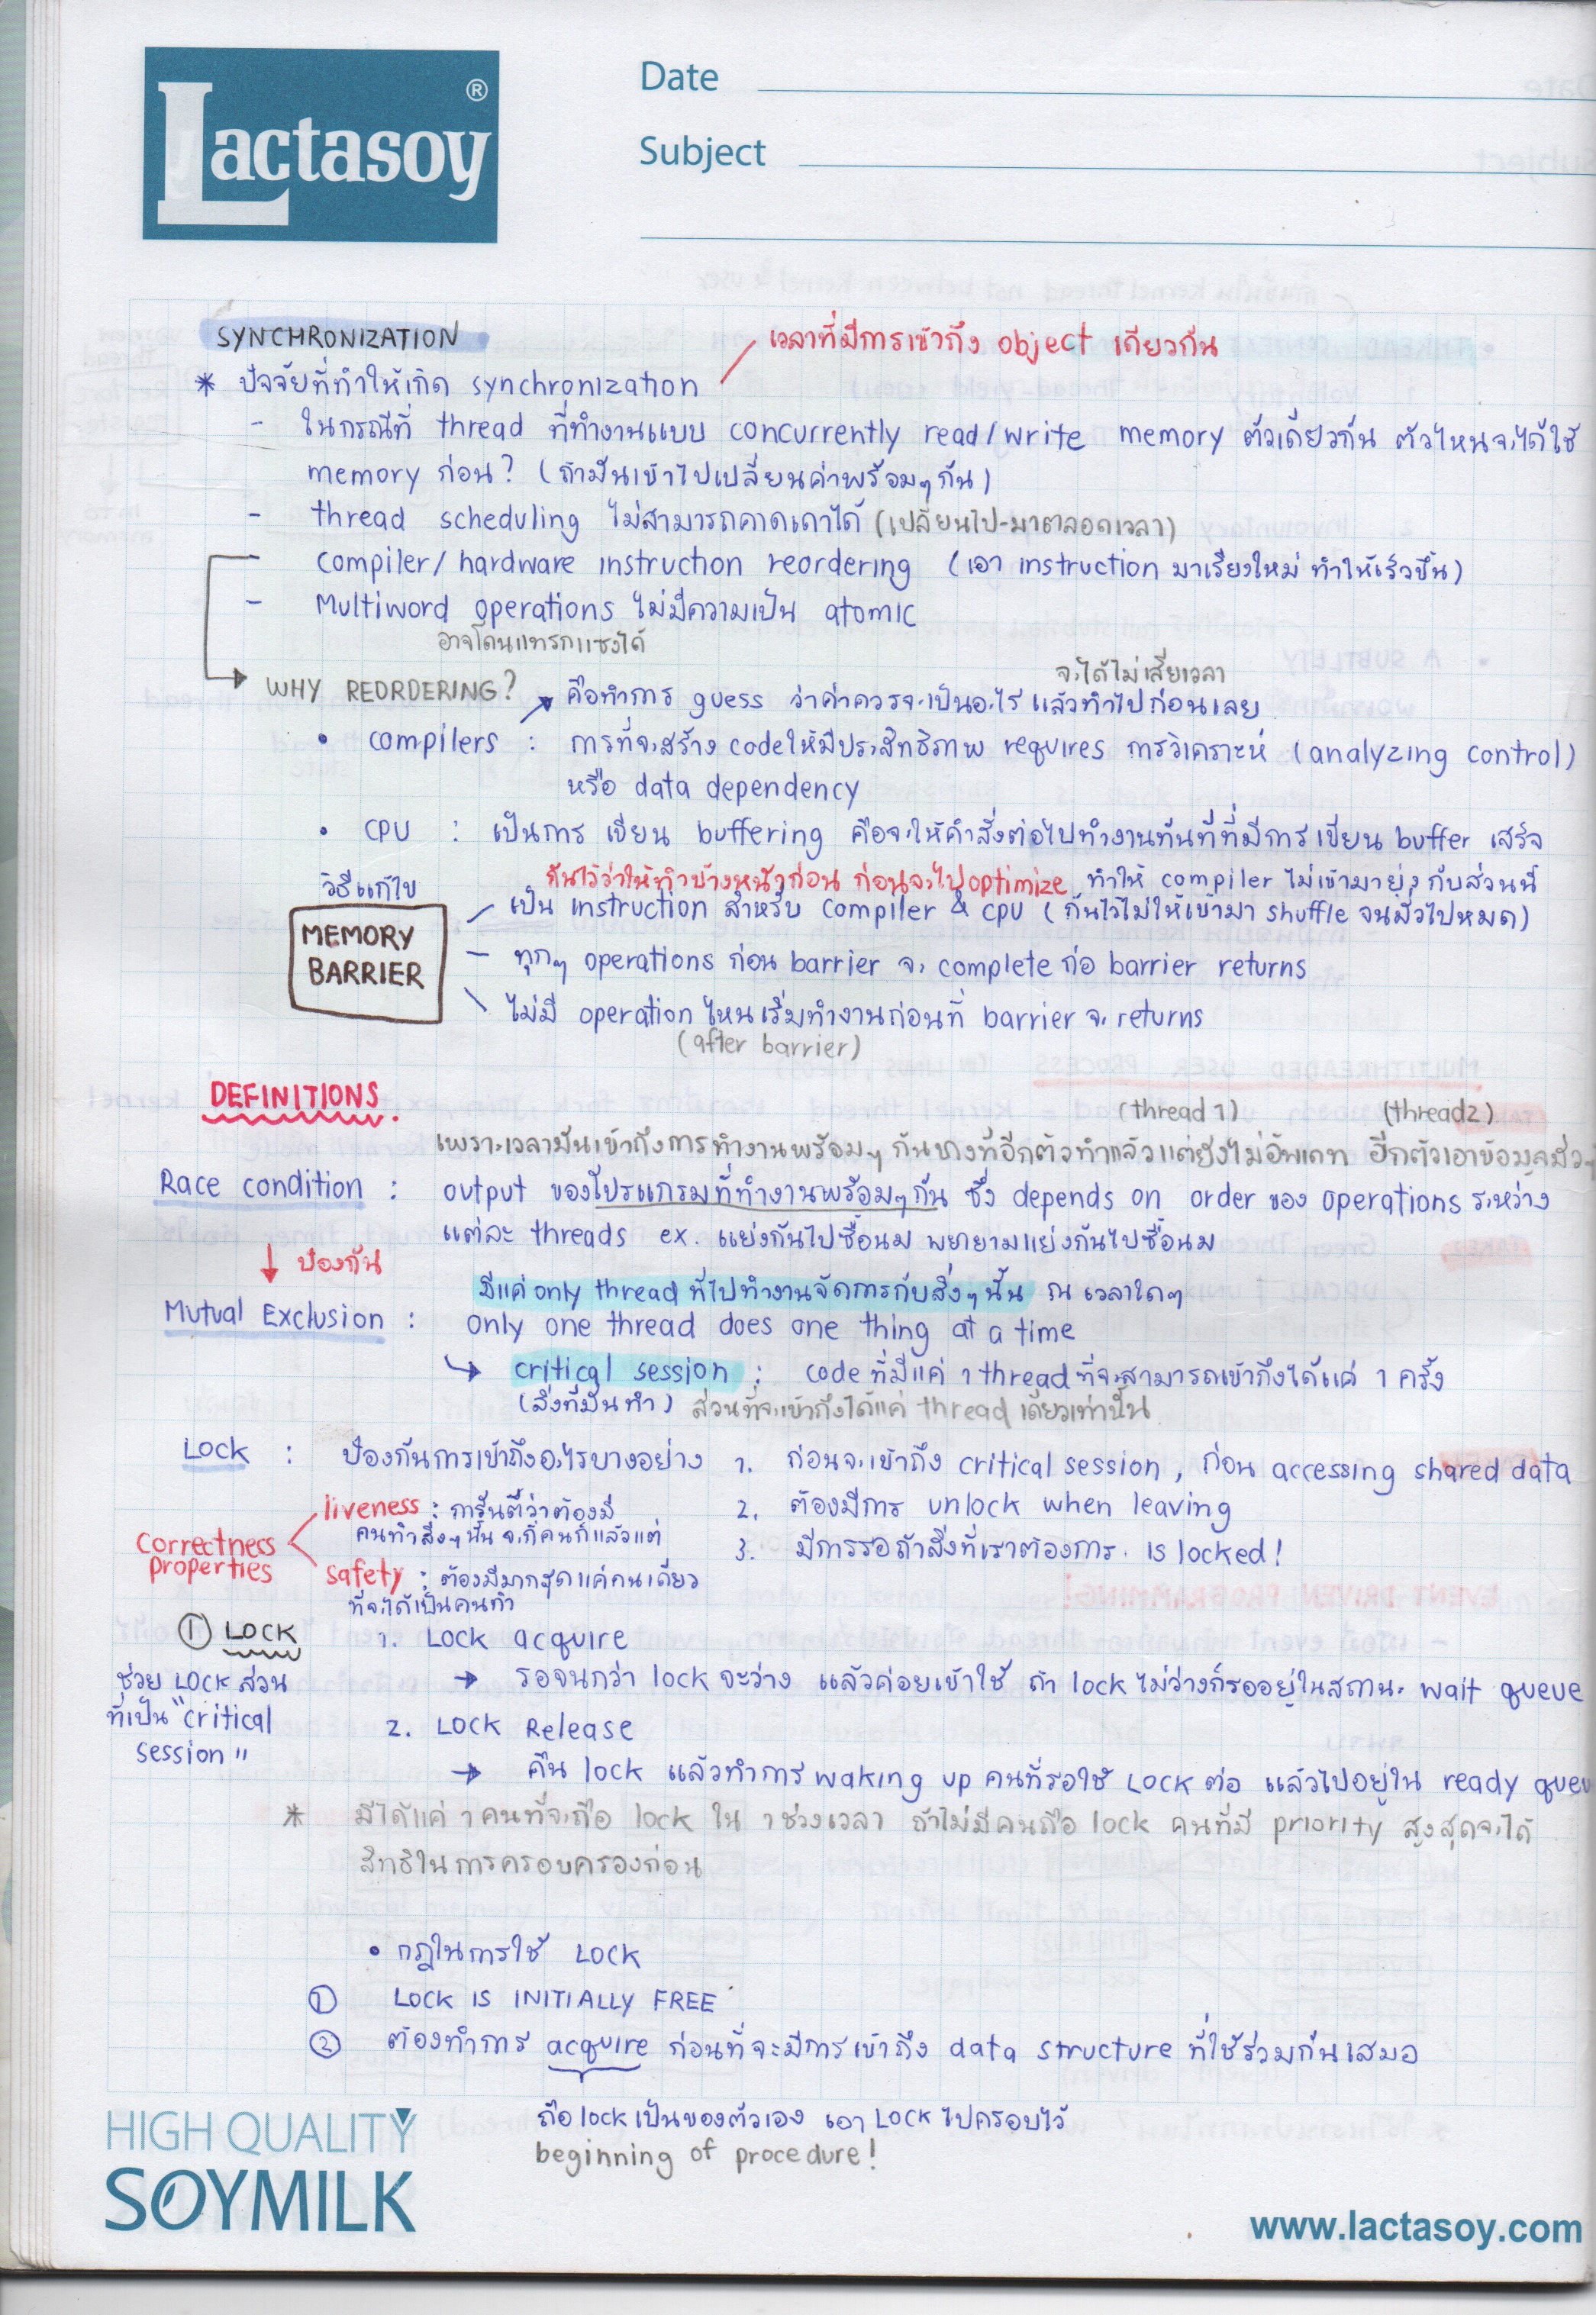 Lactasoy ®
Date
Subject
SYNCHRONIZATION
เวลาที่มีการเข้าถึง object เดียวกัน
* ปัจจัยที่ทำให้เกิด synchronization
- ในกรณีที่ thread ที่ทำงานแบบ concurrently read/write memory ตัวเดียวกัน ตัวไหนจะได้ใช้
memory ก่อน? (ถ้ามันเข้าไปเปลี่ยนค่าพร้อมๆกัน)
- thread scheduling ไม่สามารถคาดเดาได้ (เปลี่ยนไป-มาตลอดเวลา)
- compiler/hardware instruction reordering (เอา instruction มาเรียงใหม่ ทำให้เร็วขึ้น)
- Multiword operations ไม่มีความเป็น atomic
อาจโดนแทรกแซงได้
WHY REORDERING?
จะได้ไม่เสียเวลา
คือทำการ guess ว่าค่าควรจะเป็นอะไร แล้วทำไปก่อนเลย
• compilers : การที่จะสร้าง code ให้มีประสิทธิภาพ requires การวิเคราะห์ (analyzing control)
หรือ data dependency
• CPU : เป็นการ เขียน buffering คือจะให้คำสั่งต่อไปทำงานทันทีที่มีการ เขียน buffer เสร็จ
วิธีแก้ไข
กันไว้ว่าให้ทำข้างหน้าก่อน ก่อนจะไป optimize ทำให้ compiler ไม่เข้ามายุ่งกับส่วนนี้
MEMORY
BARRIER
เป็น instruction สำหรับ compiler & cpu (กันไว้ไม่ให้เข้ามา shuffle จนมั่วไปหมด)
- ทุกๆ operations ก่อน barrier จะ complete ก่อ barrier returns
ไม่มี operation ไหนเริ่มทำงานก่อนที่ barrier จะ returns
(after barrier)
DEFINITIONS.
(thread 1) (thread2)
เพราะเวลามันเข้าถึงการทำงานพร้อมๆ กันบางทีอีกตัวทำแล้วแต่ยังไม่อัพเดท อีกตัวเอาข้อมูลมั่วๆ
Race condition : output ของโปรแกรมที่ทำงานพร้อมๆกัน ซึ่ง depends on order ของ operations ระหว่าง
แต่ละ threads ex. แย่งกันไปซื้อนม พยายามแย่งกันไปซื้อนม
ป้องกัน
มีแค่ only thread ที่ไปทำงานจัดการกับสิ่งๆนั้น ณ เวลาใดๆ
Mutual Exclusion : only one thread does one thing at a time
critical session : code ที่มีแค่ 1 thread ที่จะสามารถเข้าถึงได้แค่ 1 ครั้ง
(สิ่งที่มันทำ) ส่วนที่จะเข้าถึงได้แค่ thread เดียวเท่านั้น
Lock : ป้องกันการเข้าถึงอะไรบางอย่าง 1. ก่อนจะเข้าถึง critical session, ก่อน accessing shared data
2. ต้องมีการ unlock when leaving
3. มีการรอถ้าสิ่งที่เราต้องการ is locked!
correctness
properties
liveness : การันตีว่าต้องมี
คนทำสิ่งๆนั้น จะกี่คนก็แล้วแต่
safety : ต้องมีมากสุดแค่คนเดียว
ที่จะได้เป็นคนทำ
① LOCK
ช่วย LOCK ส่วน
ที่เป็น "critical
session"
1. LOCK acquire
→ รอจนกว่า lock จะว่าง แล้วค่อยเข้าใช้ ถ้า lock ไม่ว่างก็รออยู่ในสถานะ wait queue
2. LOCK Release
→ คืน lock แล้วทำการ waking up คนที่รอใช้ LOCK ต่อ แล้วไปอยู่ใน ready queu
* มีได้แค่ 1 คนที่จะถือ lock ใน 1 ช่วงเวลา ถ้าไม่มีคนถือ lock คนที่มี priority สูงสุดจะได้
สิทธิในการครอบครองก่อน
• กฎในการใช้ LOCK
① LOCK IS INITIALLY FREE
② ต้องทำการ acquire ก่อนที่จะมีการเข้าถึง data structure ที่ใช้ร่วมกันเสมอ
ถือ lock เป็นของตัวเอง เอา LOCK ไปครอบไว้
beginning of procedure!
HIGH QUALITY
SOYMILK
www.lactasoy.com